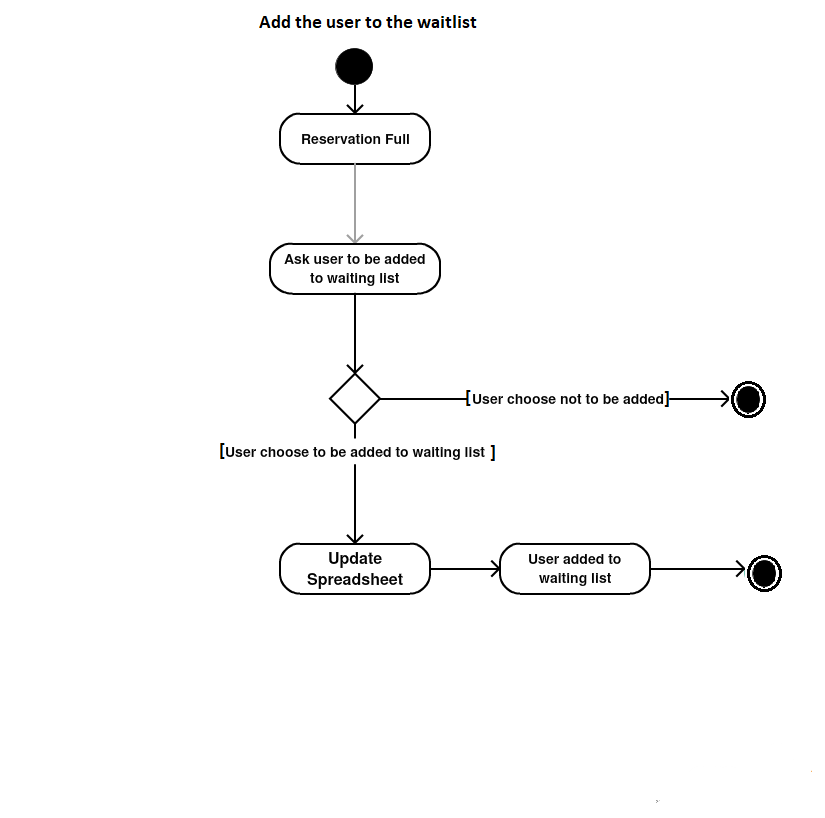 Add the user to the waitlist
Reservation Full
Ask user to be added
to waiting list
[User choose not to be added]
[User choose to be added to waiting list ]
Update
Spreadsheet
User added to
waiting list